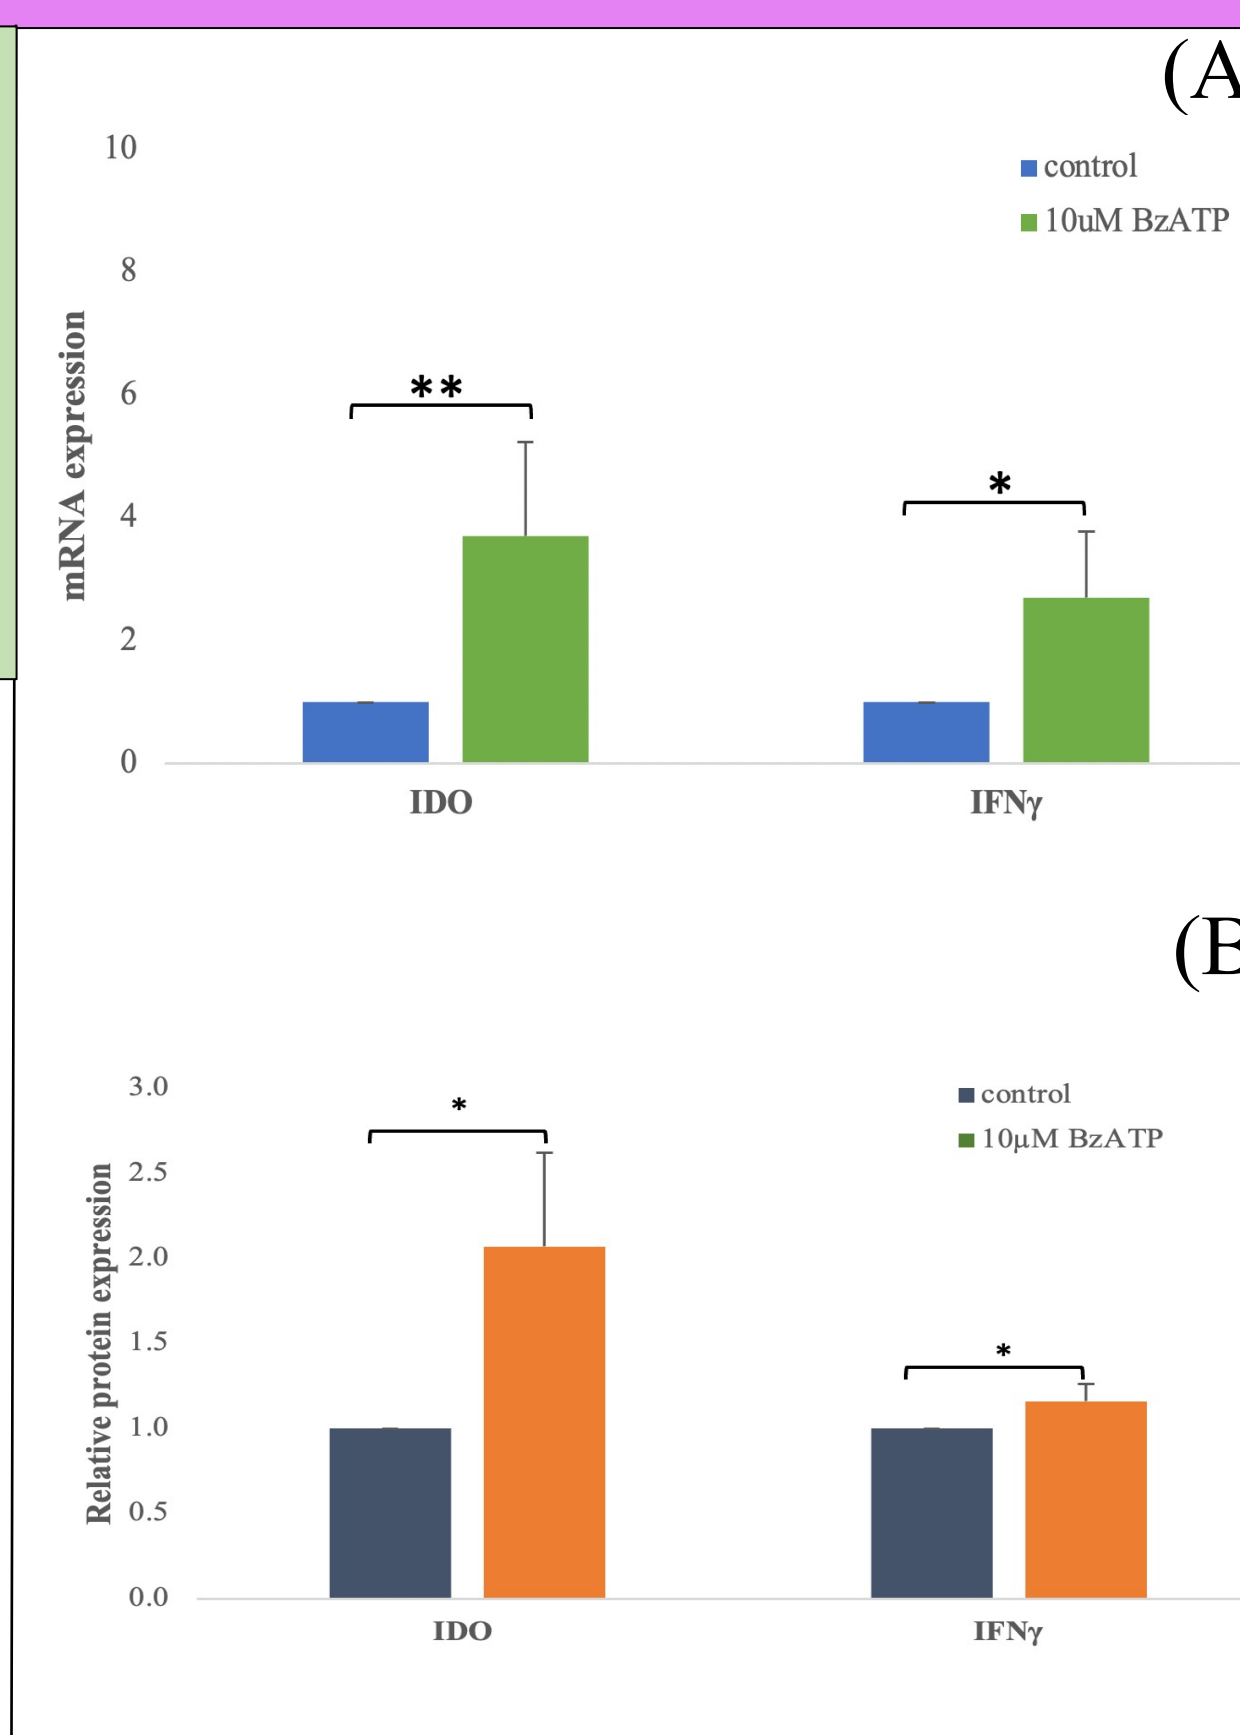 (A
10
8
6
4
2
0
mRNA expression
control
10uM BzATP
**
*
IDO
IFNγ
(B
3.0
2.5
2.0
1.5
1.0
0.5
0.0
Relative protein expression
control
10μM BzATP
*
*
IDO
IFNγ